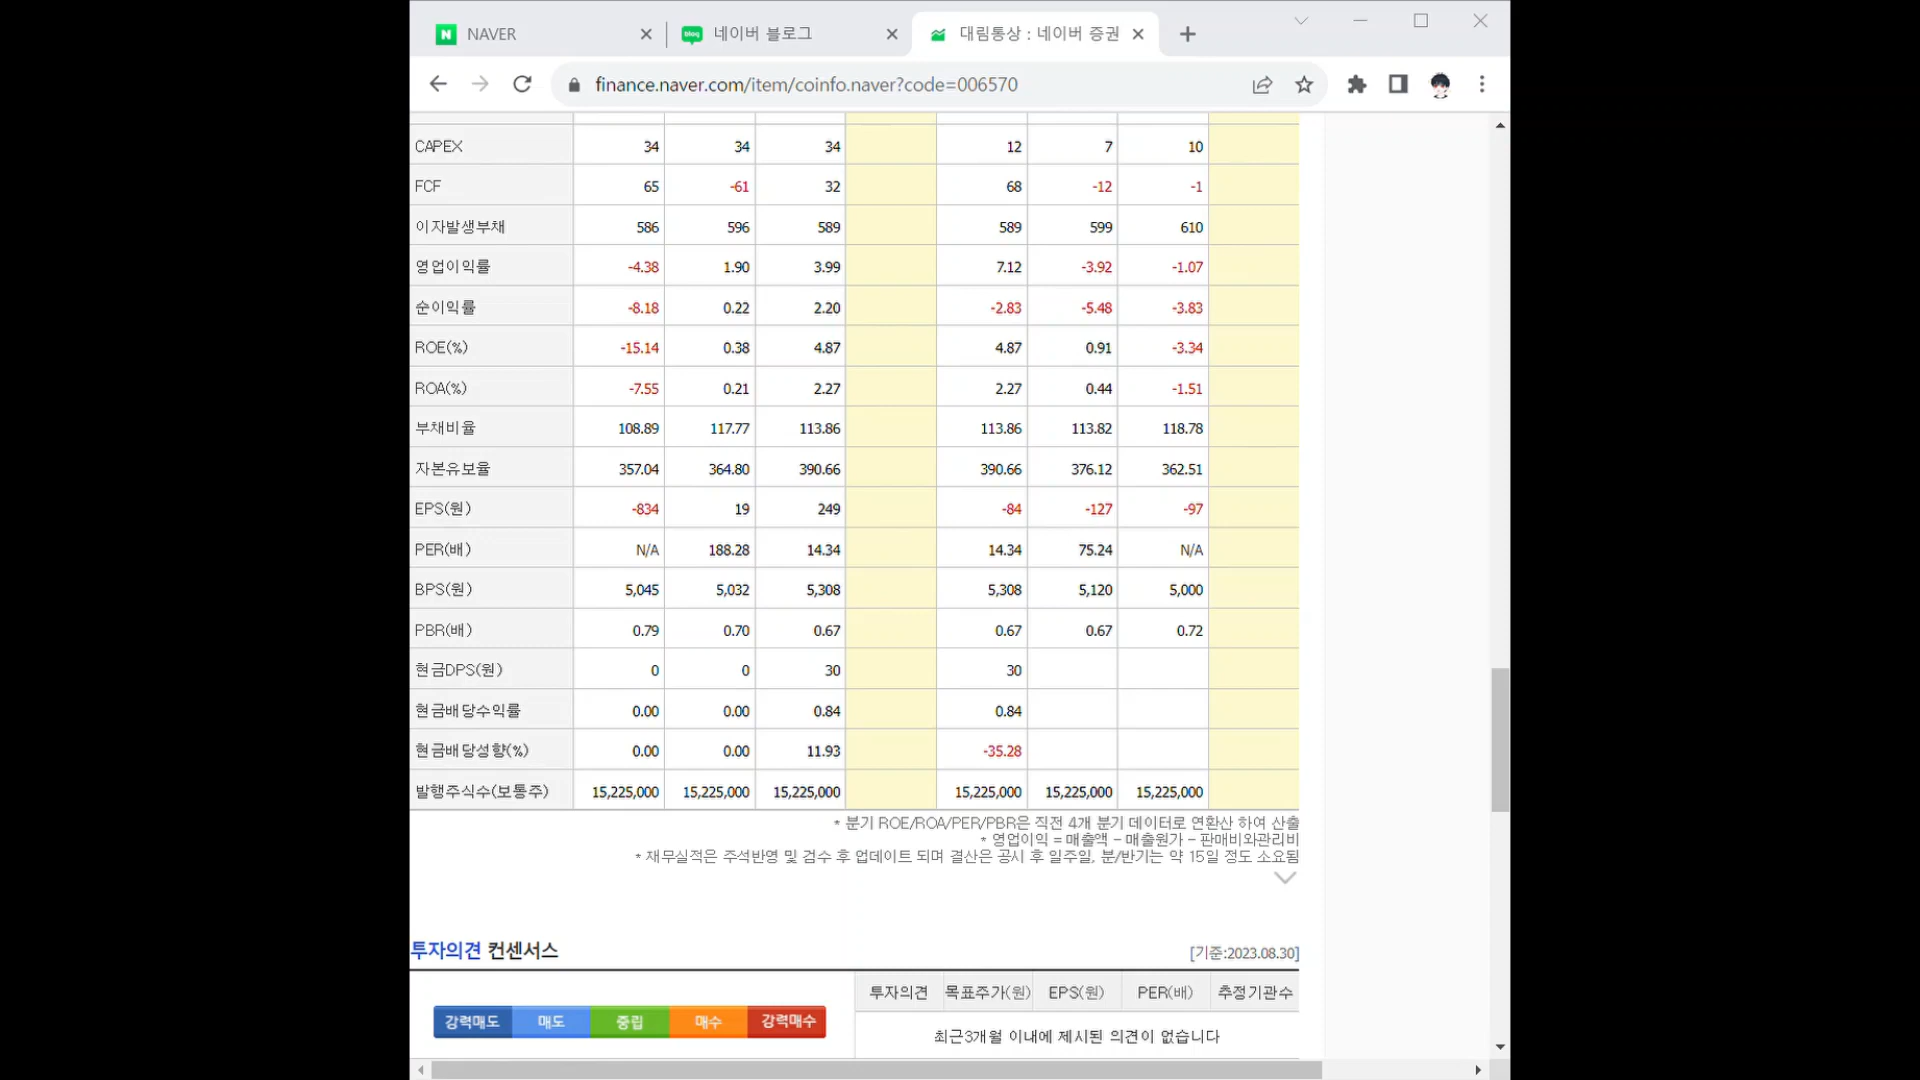 NAVER
네이버 블로그
대림통상 : 네이버 증권
finance.naver.com/item/coinfo.naver?code=006570
CAPEX 34 34 34 12 7 10
FCF 65 -61 32 68 -12 -1
이자발생부채 586 596 589 589 599 610
영업이익률 -4.38 1.90 3.99 7.12 -3.92 -1.07
순이익률 -8.18 0.22 2.20 -2.83 -5.48 -3.83
ROE(%) -15.14 0.38 4.87 4.87 0.91 -3.34
ROA(%) -7.55 0.21 2.27 2.27 0.44 -1.51
부채비율 108.89 117.77 113.86 113.86 113.82 118.78
자본유보율 357.04 364.80 390.66 390.66 376.12 362.51
EPS(원) -834 19 249 -84 -127 -97
PER(배) N/A 188.28 14.34 14.34 75.24 N/A
BPS(원) 5,045 5,032 5,308 5,308 5,120 5,000
PBR(배) 0.79 0.70 0.67 0.67 0.67 0.72
현금DPS(원) 0 0 30 30
현금배당수익률 0.00 0.00 0.84 0.84
현금배당성향(%) 0.00 0.00 11.93 -35.28
발행주식수(보통주) 15,225,000 15,225,000 15,225,000 15,225,000 15,225,000 15,225,000
* 분기 ROE/ROA/PER/PBR은 직전 4개 분기 데이터로 연환산 하여 산출
* 영업이익 = 매출액 - 매출원가 - 판매비와관리비
* 재무실적은 주석반영 및 검수 후 업데이트 되며 결산은 공시 후 일주일, 분/반기는 약 15일 정도 소요됨
투자의견 컨센서스 [기준:2023.08.30]
투자의견 목표주가(원) EPS(원) PER(배) 추정기관수
강력매도 매도 중립 매수 강력매수
최근3개월 이내에 제시된 의견이 없습니다